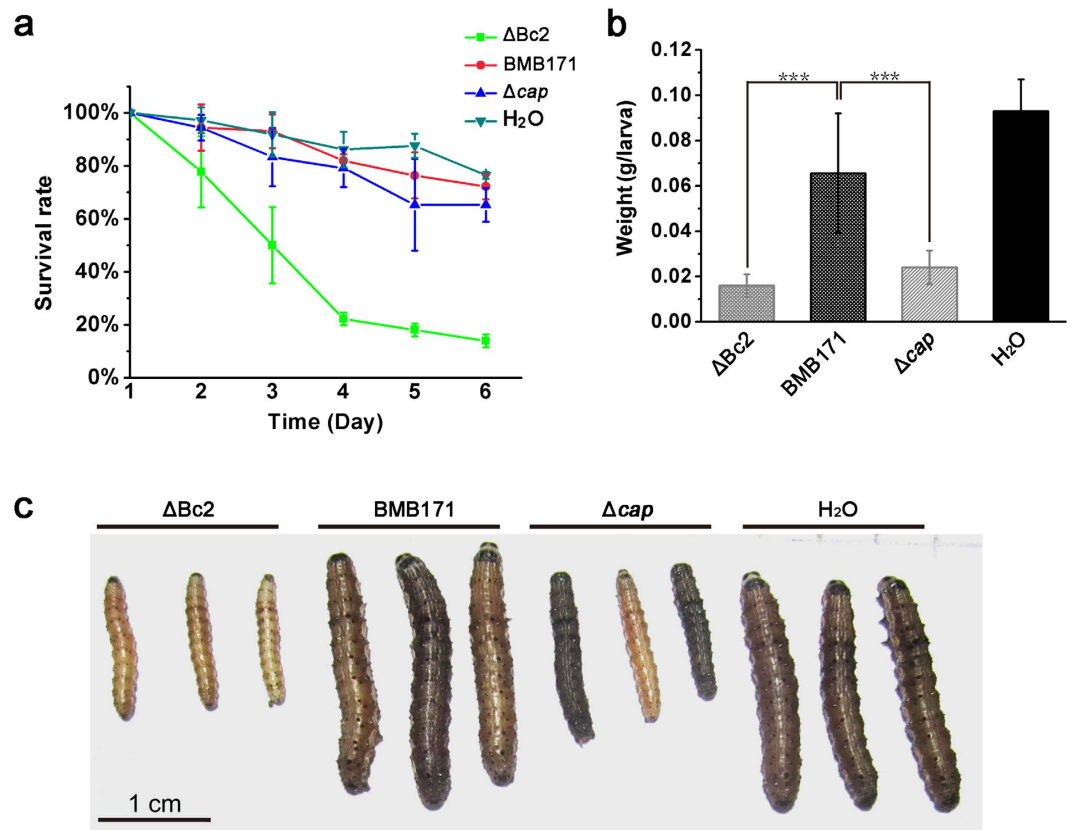 a
ΔBc2
BMB171
Δcap
H₂O
100%
80%
60%
40%
20%
0%
Survival rate
1 2 3 4 5 6
Time (Day)
b
0.12
0.10
0.08
0.06
0.04
0.02
0.00
Weight (g/larva)
*** ***
ΔBc2 BMB171 Δcap H₂O
c
ΔBc2 BMB171 Δcap H₂O
1 cm